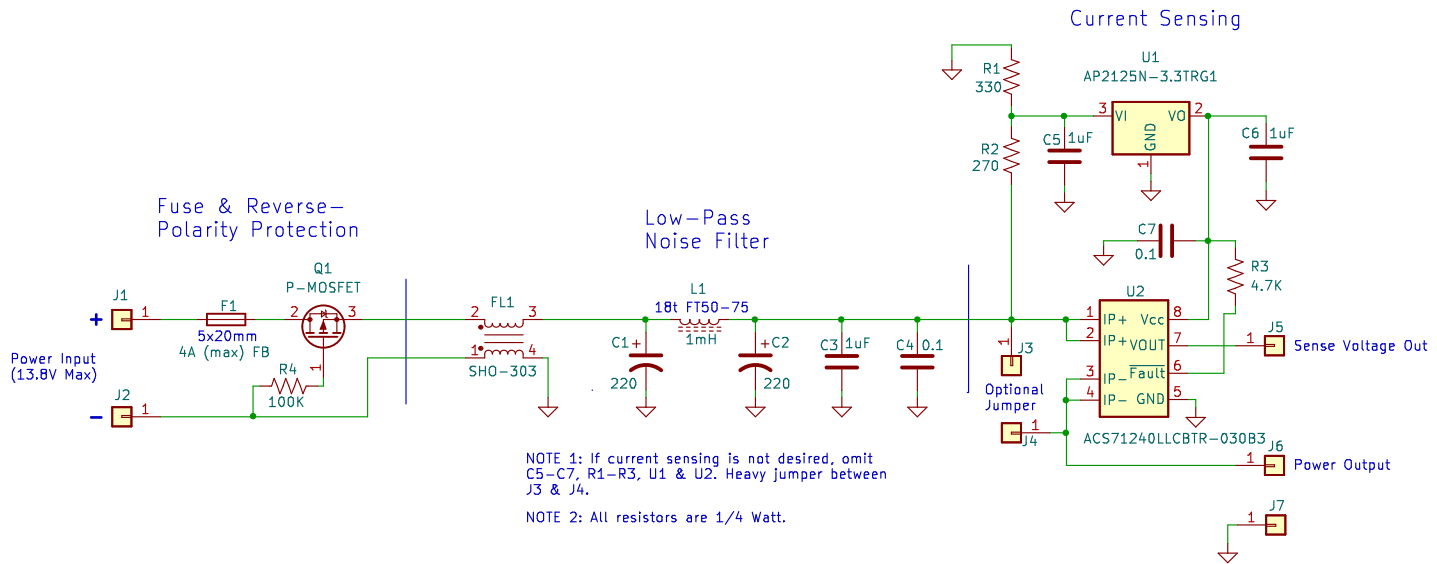 Current Sensing
U1
AP2125N-3.3TRG1
R1
330
3
VI
VO
2
GND
1
C5
1uF
C6
1uF
R2
270
Fuse & Reverse-
Polarity Protection
Low-Pass
Noise Filter
C7
0.1
R3
4.7K
Q1
P-MOSFET
J1
1
+
F1
5x20mm
4A (max) FB
2
3
1
R4
100K
Power Input
(13.8V Max)
J2
1
-
FL1
2
3
1
4
SHO-303
L1
18t FT50-75
1mH
C1
+
220
+
C2
220
C3
1uF
C4
0.1
1
J3
Optional
Jumper
1
J4
U2
1
IP+
2
IP+
3
IP-
4
IP-
Vcc
8
VOUT
7
Fault
6
GND
5
ACS71240LLCBTR-030B3
J5
1
Sense Voltage Out
J6
1
Power Output
J7
1
NOTE 1: If current sensing is not desired, omit
C5-C7, R1-R3, U1 & U2. Heavy jumper between
J3 & J4.
NOTE 2: All resistors are 1/4 Watt.